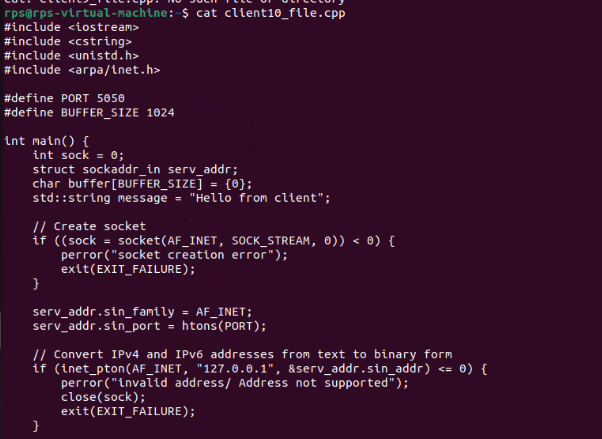 cat: client9_file.cpp: No such file or directory
rps@rps-virtual-machine:~$ cat client10_file.cpp
#include <iostream>
#include <cstring>
#include <unistd.h>
#include <arpa/inet.h>
#define PORT 5050
#define BUFFER_SIZE 1024
int main() {
    int sock = 0;
    struct sockaddr_in serv_addr;
    char buffer[BUFFER_SIZE] = {0};
    std::string message = "Hello from client";
    // Create socket
    if ((sock = socket(AF_INET, SOCK_STREAM, 0)) < 0) {
        perror("socket creation error");
        exit(EXIT_FAILURE);
    }
    serv_addr.sin_family = AF_INET;
    serv_addr.sin_port = htons(PORT);
    // Convert IPv4 and IPv6 addresses from text to binary form
    if (inet_pton(AF_INET, "127.0.0.1", &serv_addr.sin_addr) <= 0) {
        perror("invalid address/ Address not supported");
        close(sock);
        exit(EXIT_FAILURE);
    }